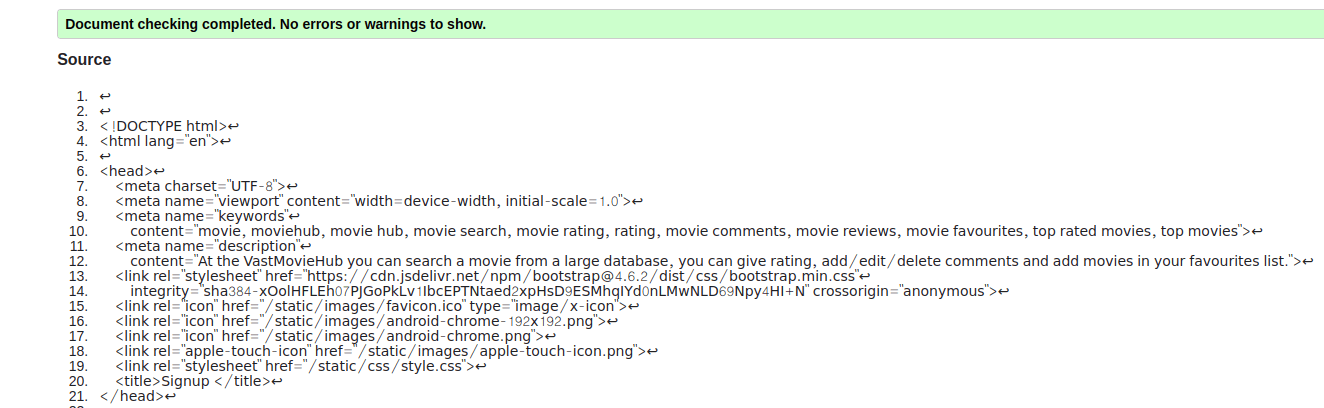 Document checking completed. No errors or warnings to show.
Source
1. ↩
2. ↩
3. < !DOCTYPE html>↩
4. <html lang="en">↩
5. ↩
6. <head>↩
7. <meta charset="UTF-8">↩
8. <meta name="viewport" content="width=device-width, initial-scale=1.0">↩
9. <meta name="keywords"↩
10. content="movie, moviehub, movie hub, movie search, movie rating, rating, movie comments, movie reviews, movie favourites, top rated movies, top movies">↩
11. <meta name="description"↩
12. content="At the VastMovieHub you can search a movie from a large database, you can give rating, add/edit/delete comments and add movies in your favourites list.">↩
13. <link rel="stylesheet" href="https://cdn.jsdelivr.net/npm/bootstrap@4.6.2/dist/css/bootstrap.min.css"↩
14. integrity="sha384-xOolHFLEh07PJGoPkLv1IbcEPTNtaed2xpHsD9ESMhqIYd0nLMwNLD69Npy4HI+N" crossorigin="anonymous">↩
15. <link rel="icon" href="/static/images/favicon.ico" type="image/x-icon">↩
16. <link rel="icon" href="/static/images/android-chrome-192x192.png">↩
17. <link rel="icon" href="/static/images/android-chrome.png">↩
18. <link rel="apple-touch-icon" href="/static/images/apple-touch-icon.png">↩
19. <link rel="stylesheet" href="/static/css/style.css">↩
20. <title>Signup </title>↩
21. </head>↩